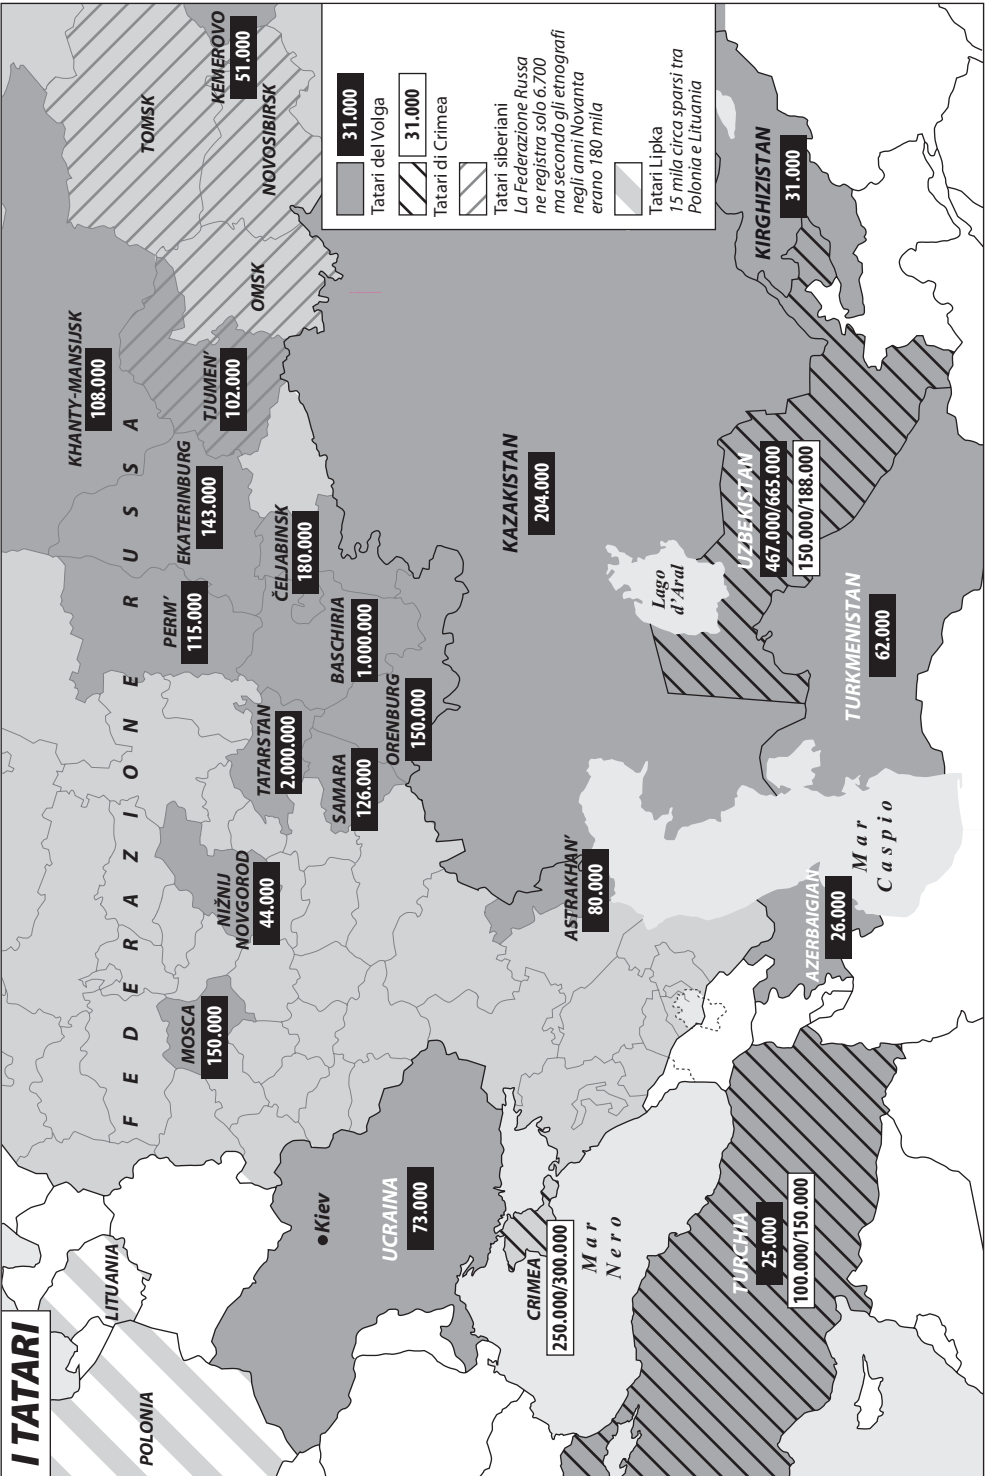 I TATARI
POLONIA
LITUANIA
FEDERAZIONE RUSSA
MOSCA
150.000
NIŽNIJ
NOVGOROD
44.000
TATARSTAN
2.000.000
SAMARA
126.000
ORENBURG
150.000
BASCHIRIA
1.000.000
PERM’
115.000
EKATERINBURG
143.000
ČELJABINSK
180.000
KHANTY-MANSIJSK
108.000
TJUMEN’
102.000
OMSK
TOMSK
NOVOSIBIRSK
KEMEROVO
51.000
Kiev
UCRAINA
73.000
CRIMEA
250.000/300.000
Mar
Nero
TURCHIA
25.000
100.000/150.000
ASTRAKHAN’
80.000
AZERBAIGIAN
26.000
Mar
Caspio
KAZAKISTAN
204.000
Lago
d’Aral
UZBEKISTAN
467.000/665.000
150.000/188.000
TURKMENISTAN
62.000
KIRGHIZISTAN
31.000
31.000
Tatari del Volga
31.000
Tatari di Crimea
Tatari siberiani
La Federazione Russa
ne registra solo 6.700
ma secondo gli etnografi
negli anni Novanta
erano 180 mila
Tatari Lipka
15 mila circa sparsi tra
Polonia e Lituania